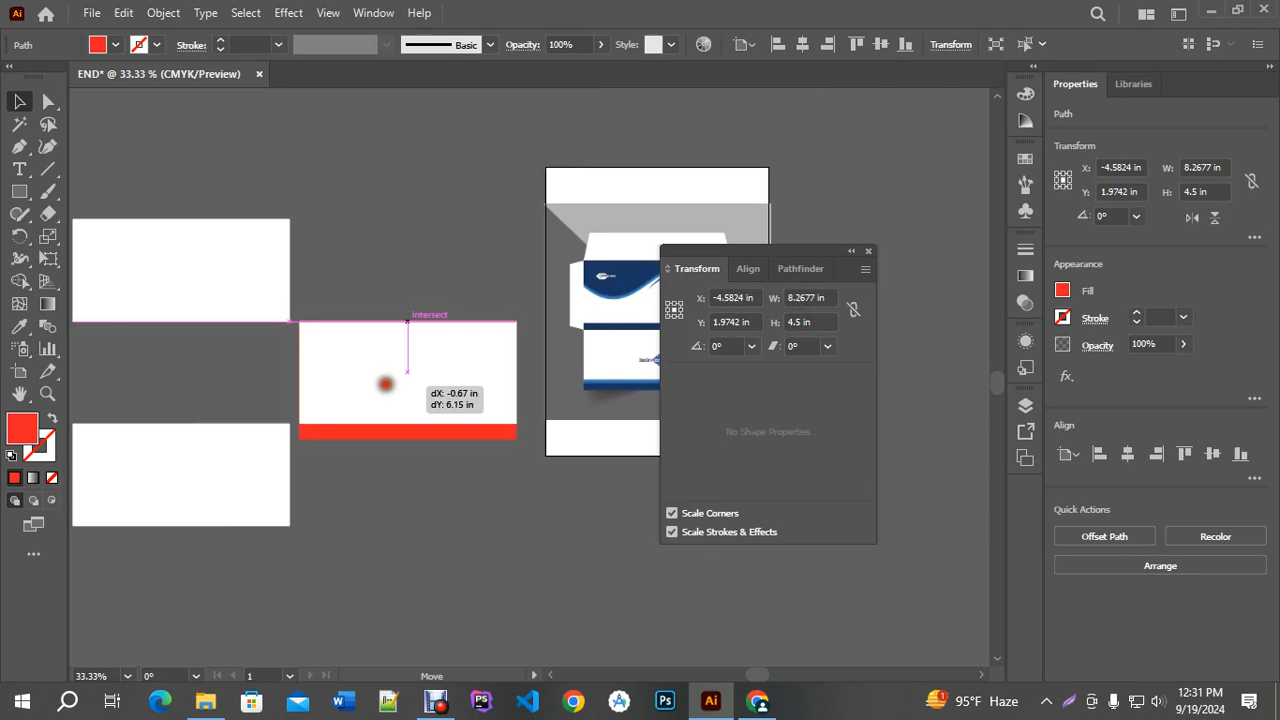 Ai File Edit Object Type Select Effect View Window Help
Path Stroke: Basic Opacity: 100% Style: Transform
END* @ 33.33 % (CMYK/Preview)
Properties Libraries
Path
Transform
X: -4.5824 in W: 8.2677 in
Y: 1.9742 in H: 4.5 in
0°
Appearance
Fill
Stroke
Opacity 100%
fx.
Align
Quick Actions
Offset Path Recolor
Arrange
Transform Align Pathfinder
X: -4.5824 in W: 8.2677 in
Y: 1.9742 in H: 4.5 in
0° 0°
No Shape Properties
Scale Corners
Scale Strokes & Effects
intersect
dX: -0.67 in
dY: 6.15 in
T
33.33% 0° 1 Move
W PS Ps Ai 1 95°F Haze
12:31 PM
9/19/2024